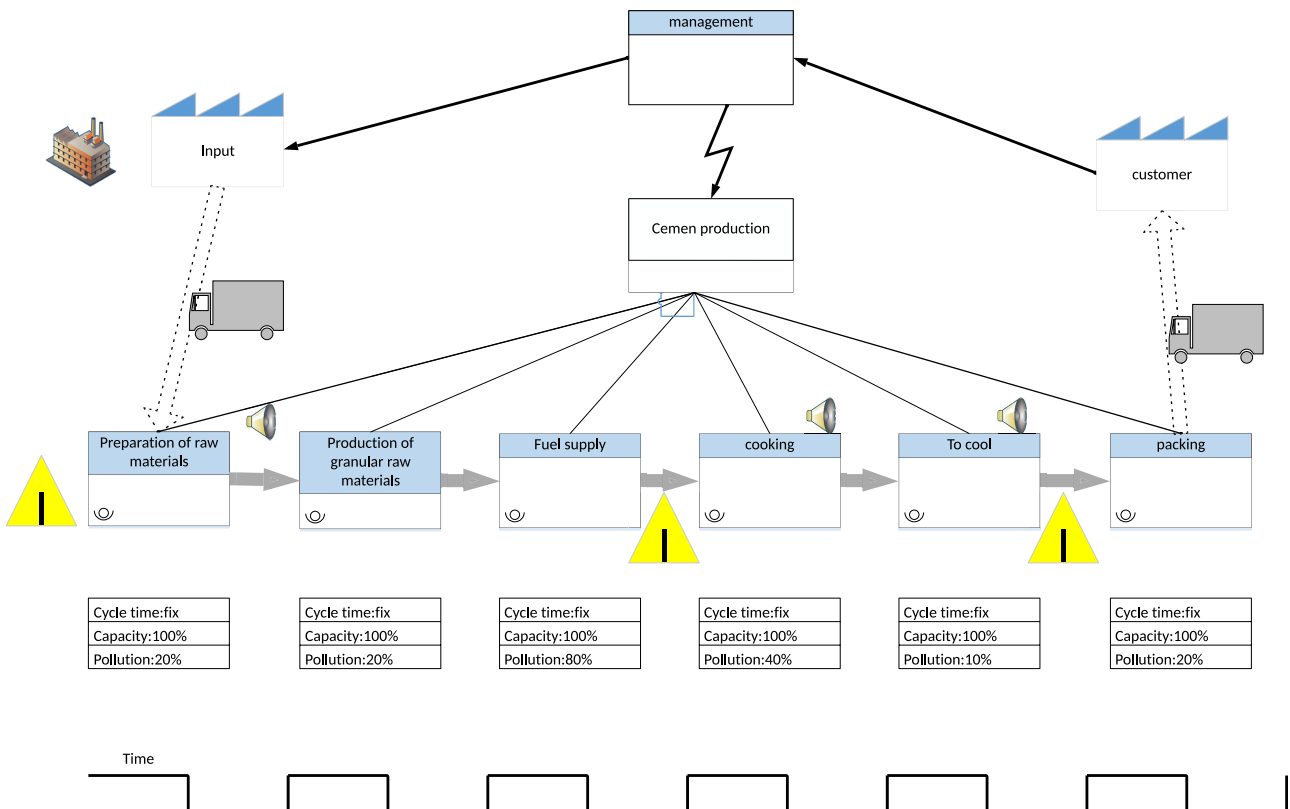 management
Input
customer
Cemen production
Preparation of raw
materials
Production of
granular raw
materials
Fuel supply
cooking
To cool
packing
Cycle time:fix
Capacity:100%
Pollution:20%
Cycle time:fix
Capacity:100%
Pollution:20%
Cycle time:fix
Capacity:100%
Pollution:80%
Cycle time:fix
Capacity:100%
Pollution:40%
Cycle time:fix
Capacity:100%
Pollution:10%
Cycle time:fix
Capacity:100%
Pollution:20%
Time